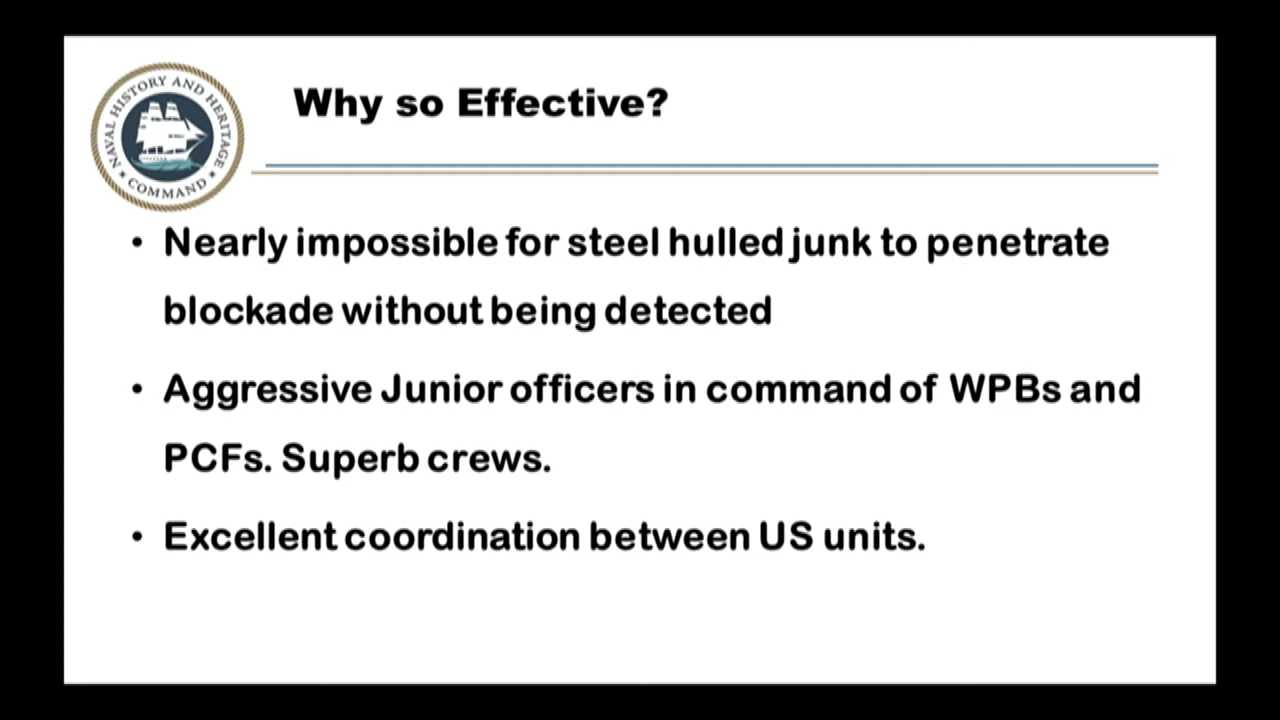 NAVAL HISTORY AND HERITAGE
COMMAND
Why so Effective?
• Nearly impossible for steel hulled junk to penetrate
blockade without being detected
• Aggressive Junior officers in command of WPBs and
PCFs. Superb crews.
• Excellent coordination between US units.